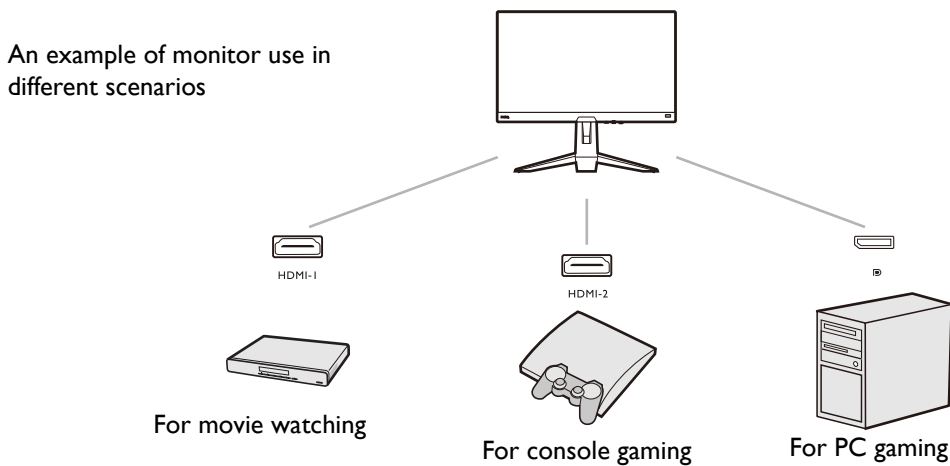 An example of monitor use in
different scenarios
HDMI-1
HDMI-2
For movie watching
For console gaming
For PC gaming